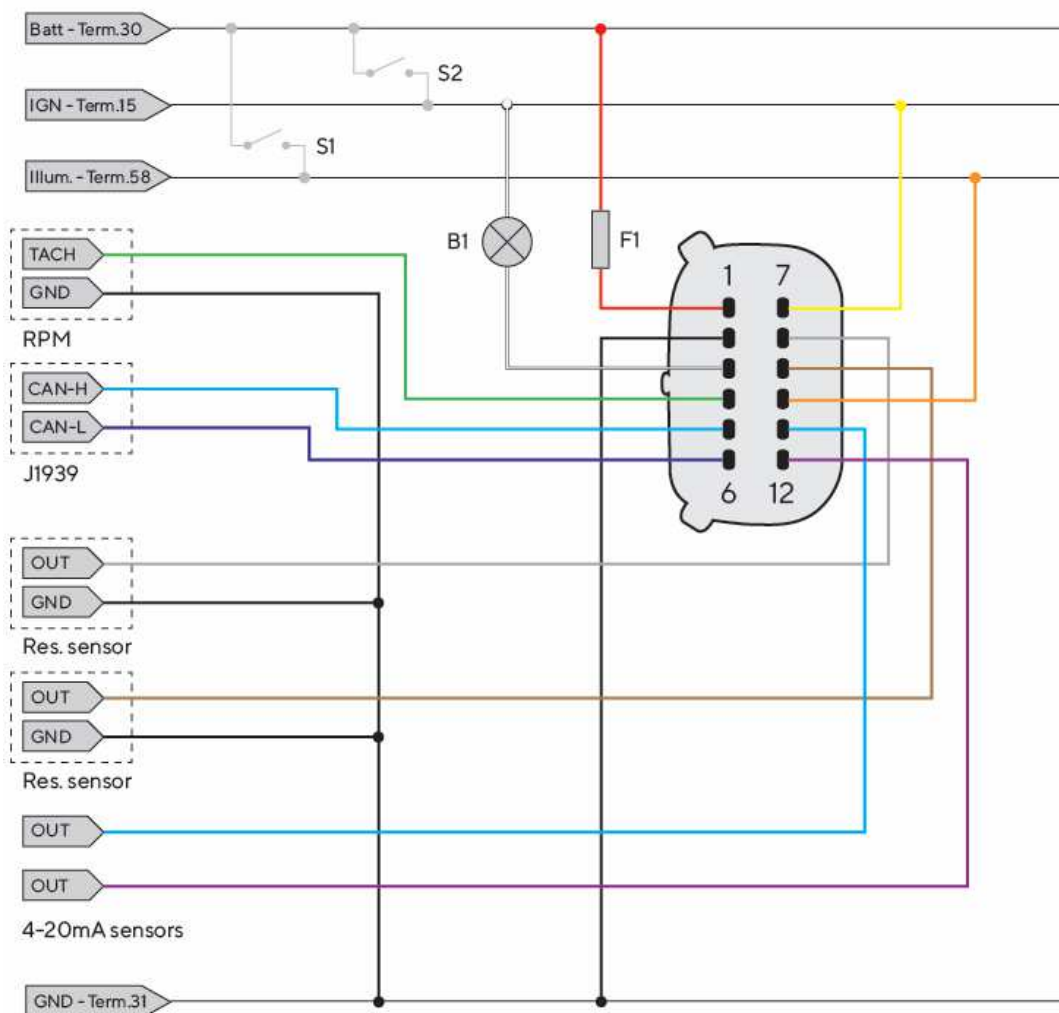 Batt - Term.30
S2
IGN - Term.15
S1
Illum. - Term.58
B1
F1
TACH
GND
RPM
1 7
CAN-H
CAN-L
J1939
6 12
OUT
GND
Res. sensor
OUT
GND
Res. sensor
OUT
OUT
4-20mA sensors
GND - Term.31